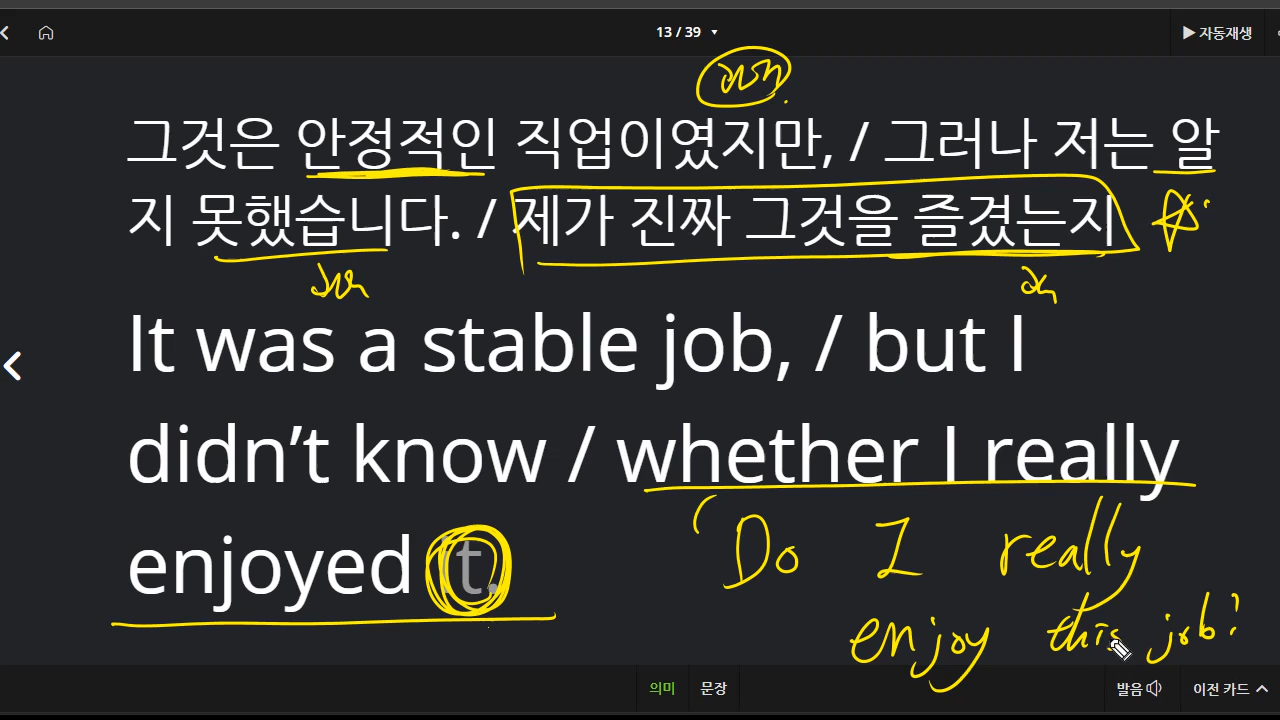 13 / 39
자동재생
그것은 안정적인 직업이였지만, / 그러나 저는 알
지 못했습니다. / 제가 진짜 그것을 즐겼는지
It was a stable job, / but I
didn’t know / whether I really
enjoyed it.
Do I really
enjoy this job?
의미 문장 발음 이전 카드